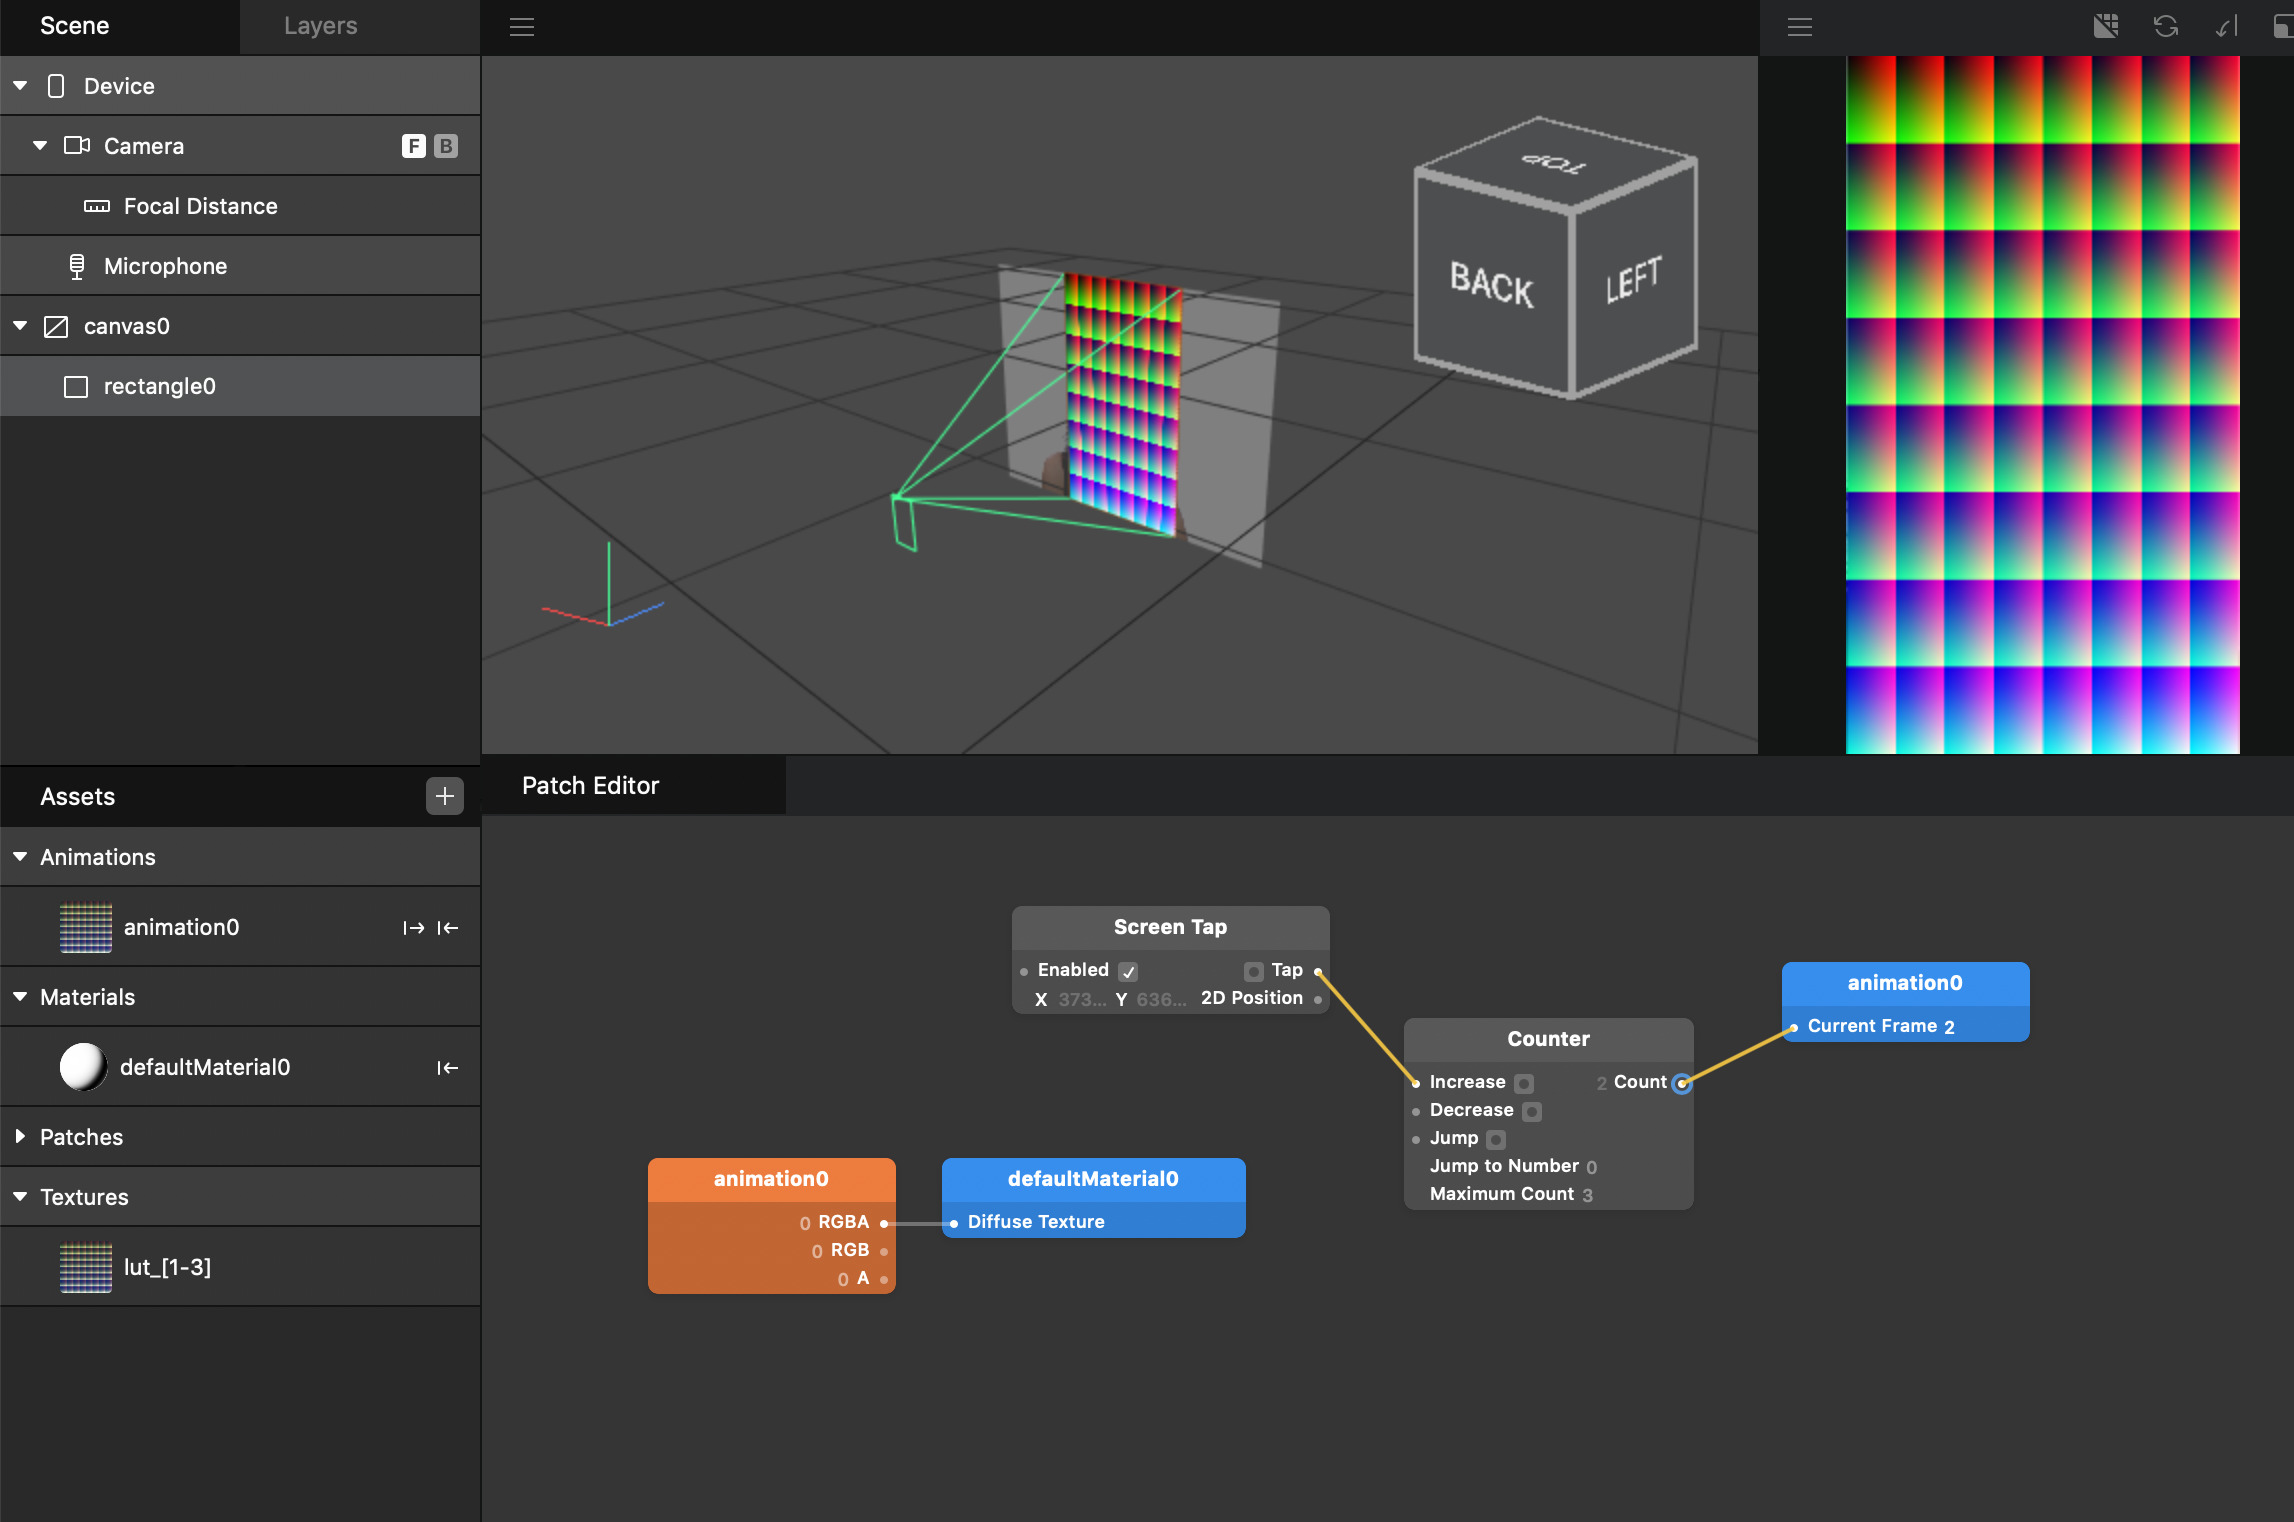 Scene
Layers
Device
Camera
F B
Focal Distance
Microphone
canvas0
rectangle0
TOP
BACK
LEFT
Assets
Animations
animation0
Materials
defaultMaterial0
Patches
Textures
lut_[1-3]
Patch Editor
Screen Tap
Enabled Tap
X 373... Y 636... 2D Position
animation0
Current Frame 2
Counter
Increase 2 Count
Decrease
Jump
Jump to Number 0
Maximum Count 3
animation0
0 RGBA
0 RGB
0 A
defaultMaterial0
Diffuse Texture